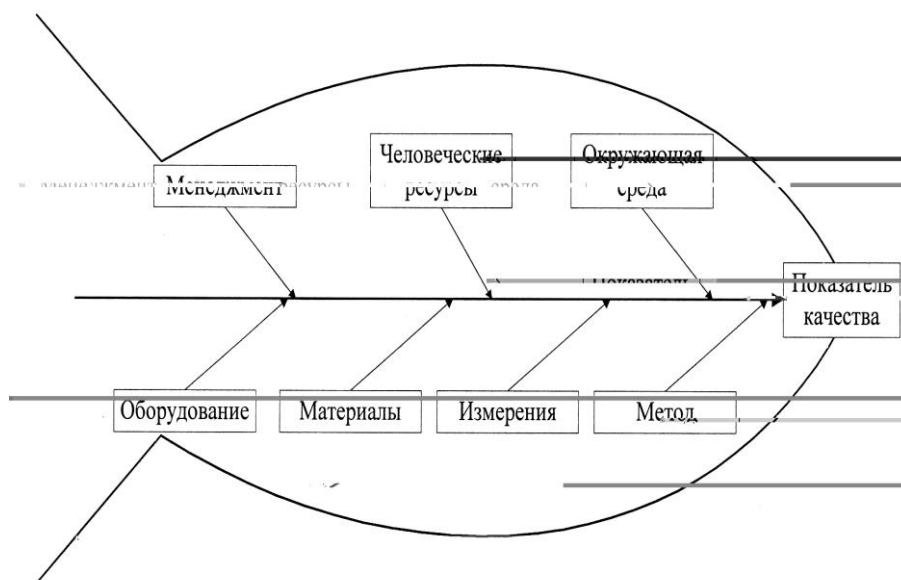 Человеческие
ресурсы
Окружающая
среда
Менеджмент
Показатель
качества
Оборудование
Материалы
Измерения
Метод